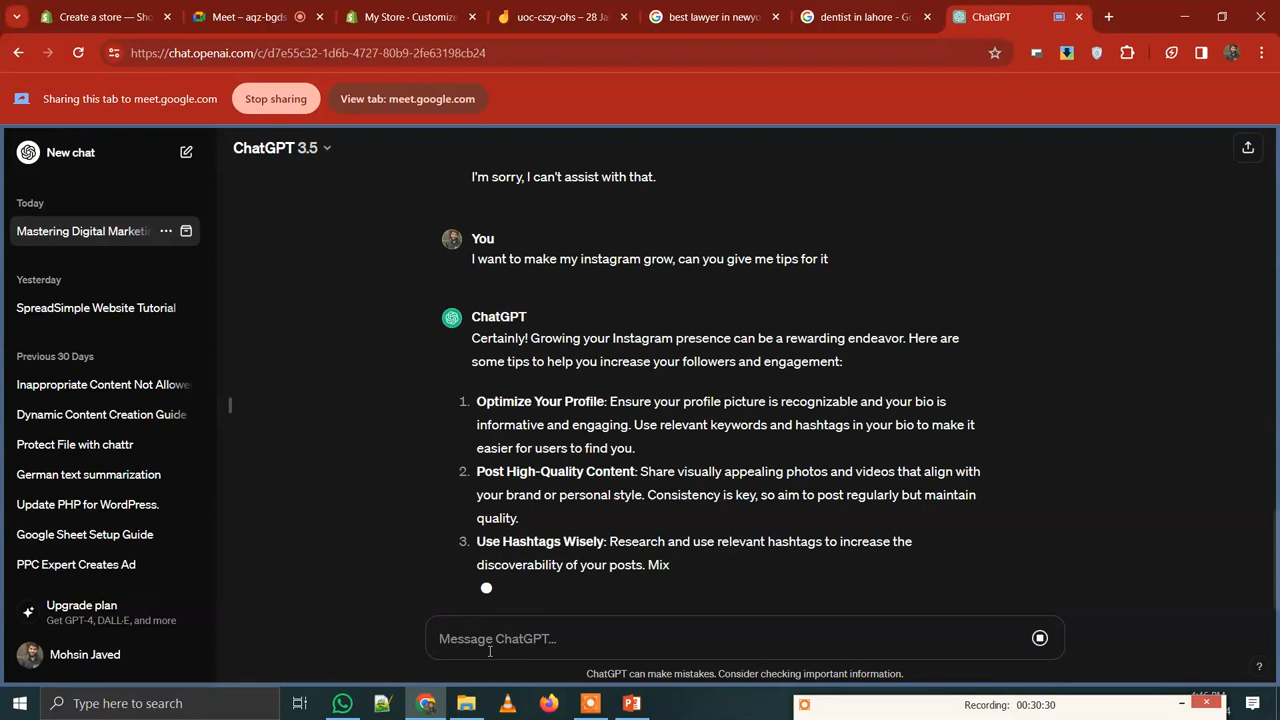 Create a store — Sho
Meet – aqz-bgds
My Store · Customize
uoc-cszy-ohs – 28 Ja
best lawyer in newyo
dentist in lahore - Go
ChatGPT
https://chat.openai.com/c/d7e55c32-1d6b-4727-80b9-2fe63198cb24
Sharing this tab to meet.google.com
Stop sharing
View tab: meet.google.com
New chat
Today
Mastering Digital Marketi
Yesterday
SpreadSimple Website Tutorial
Previous 30 Days
Inappropriate Content Not Allowe
Dynamic Content Creation Guide
Protect File with chattr
German text summarization
Update PHP for WordPress.
Google Sheet Setup Guide
PPC Expert Creates Ad
Upgrade plan
Get GPT-4, DALL·E, and more
Mohsin Javed
ChatGPT 3.5
I'm sorry, I can't assist with that.
You
I want to make my instagram grow, can you give me tips for it
ChatGPT
Certainly! Growing your Instagram presence can be a rewarding endeavor. Here are
some tips to help you increase your followers and engagement:
1. Optimize Your Profile: Ensure your profile picture is recognizable and your bio is
informative and engaging. Use relevant keywords and hashtags in your bio to make it
easier for users to find you.
2. Post High-Quality Content: Share visually appealing photos and videos that align with
your brand or personal style. Consistency is key, so aim to post regularly but maintain
quality.
3. Use Hashtags Wisely: Research and use relevant hashtags to increase the
discoverability of your posts. Mix
Message ChatGPT...
ChatGPT can make mistakes. Consider checking important information.
?
Type here to search
Recording: 00:30:30